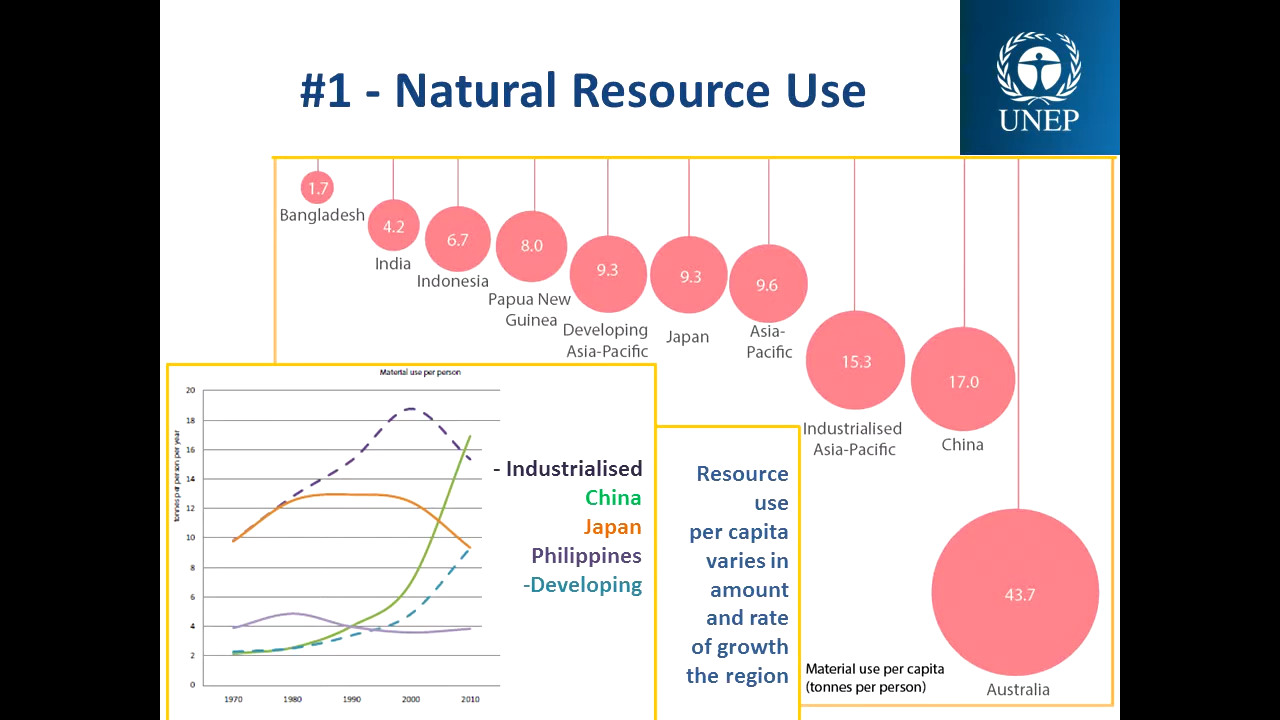 #1 - Natural Resource Use
UNEP
1.7
Bangladesh
4.2
India
6.7
Indonesia
8.0
Papua New
Guinea
9.3
Developing
Asia-Pacific
9.3
Japan
9.6
Asia-
Pacific
15.3
Industrialised
Asia-Pacific
17.0
China
43.7
Australia
Material use per capita
(tonnes per person)
Material use per person
tonnes per person per year
20
18
16
14
12
10
8
6
4
2
0
1970
1980
1990
2000
2010
- Industrialised
China
Japan
Philippines
-Developing
Resource
use
per capita
varies in
amount
and rate
of growth
the region